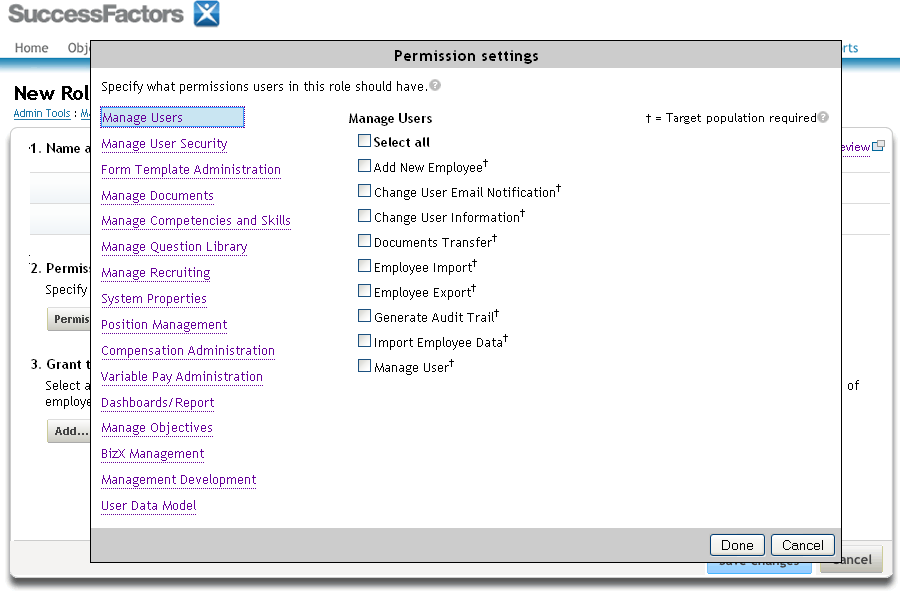 SuccessFactors
Home Obj rts
Permission settings
New Rol
Admin Tools : Ma
Specify what permissions users in this role should have.
Manage Users
Manage User Security
Form Template Administration
Manage Documents
Manage Competencies and Skills
Manage Question Library
Manage Recruiting
System Properties
Position Management
Compensation Administration
Variable Pay Administration
Dashboards/Report
Manage Objectives
BizX Management
Management Development
User Data Model
Manage Users
† = Target population required
Select all
Add New Employee†
Change User Email Notification†
Change User Information†
Documents Transfer†
Employee Import†
Employee Export†
Generate Audit Trail†
Import Employee Data†
Manage User†
Done Cancel
1. Name a
eview
2. Permiss
Specify
Permis
3. Grant t
Select a of
employe
Add...
Save Changes Cancel